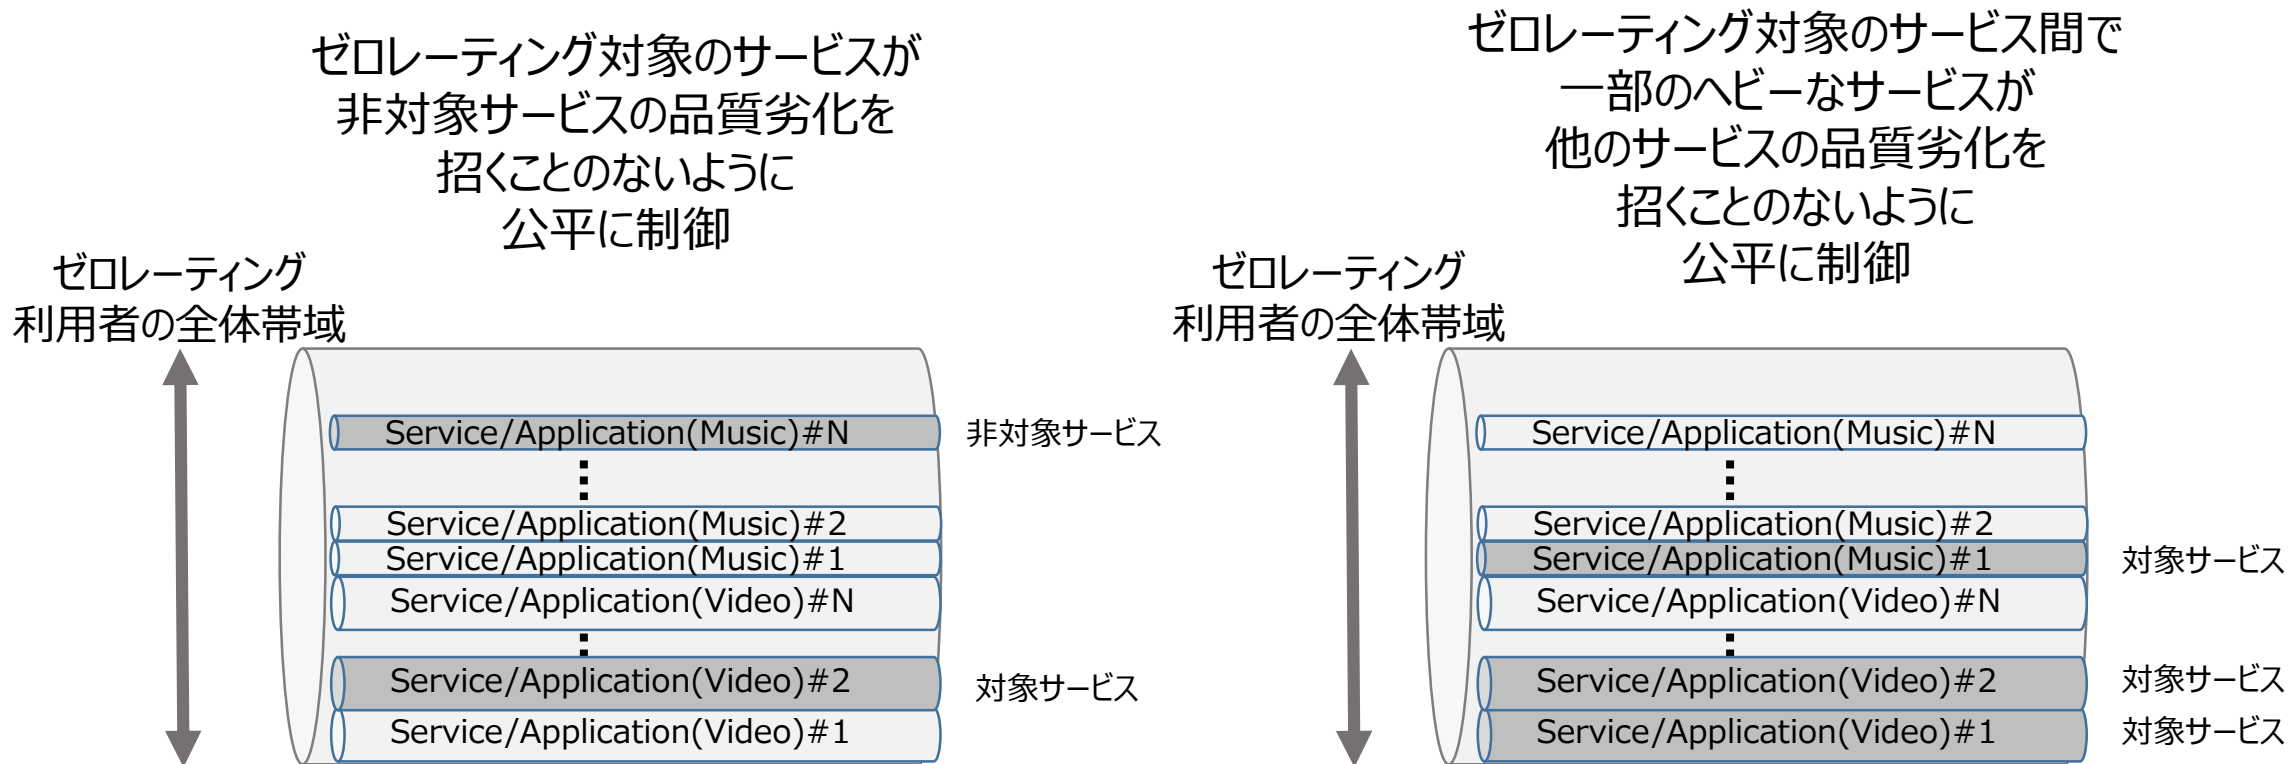 ゼロレーティング対象のサービスが
非対象サービスの品質劣化を
招くことのないように
公平に制御
ゼロレーティング
利用者の全体帯域
Service/Application(Music)#N
非対象サービス
Service/Application(Music)#2
Service/Application(Music)#1
Service/Application(Video)#N
Service/Application(Video)#2
対象サービス
Service/Application(Video)#1
ゼロレーティング対象のサービス間で
一部のヘビーなサービスが
他のサービスの品質劣化を
招くことのないように
公平に制御
ゼロレーティング
利用者の全体帯域
Service/Application(Music)#N
Service/Application(Music)#2
Service/Application(Music)#1
対象サービス
Service/Application(Video)#N
Service/Application(Video)#2
対象サービス
Service/Application(Video)#1
対象サービス